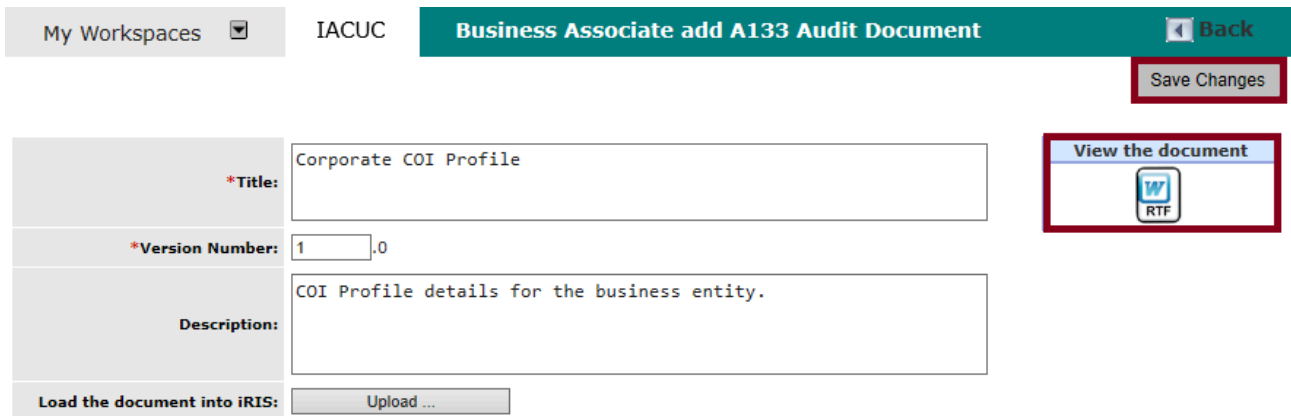 My Workspaces IACUC Business Associate add A133 Audit Document Back
Save Changes
*Title: Corporate COI Profile
View the document
W
RTF
*Version Number: 1 .0
Description: COI Profile details for the business entity.
Load the document into iRIS: Upload ...